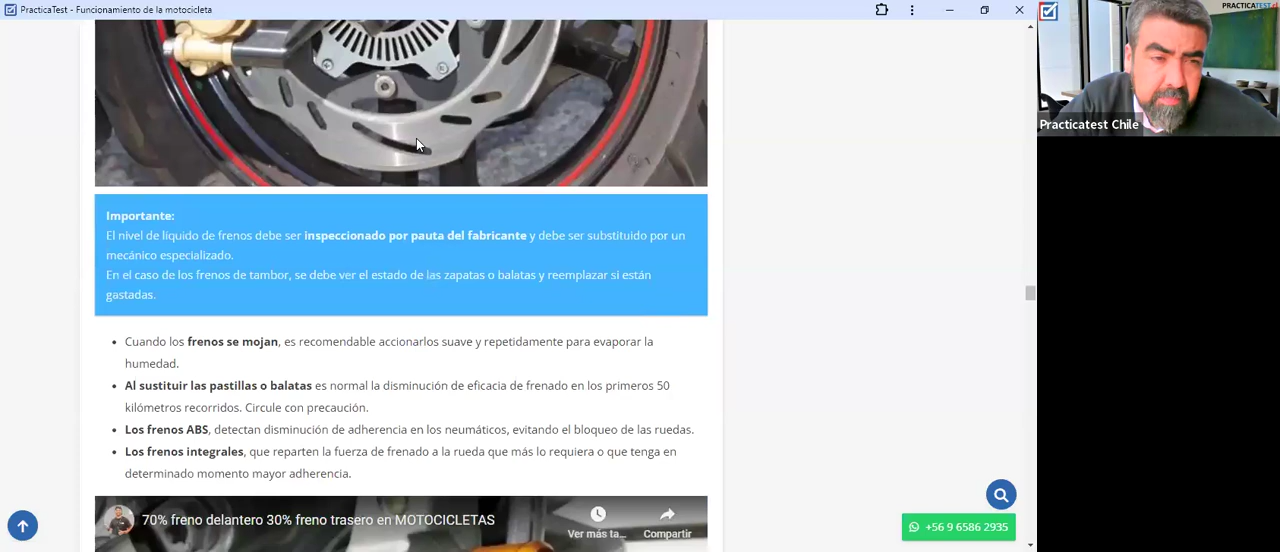 PracticaTest - Funcionamiento de la motocicleta
PRACTICATEST.cl
Practicatest Chile
Importante:
El nivel de líquido de frenos debe ser inspeccionado por pauta del fabricante y debe ser substituido por un
mecánico especializado.
En el caso de los frenos de tambor, se debe ver el estado de las zapatas o balatas y reemplazar si están
gastadas.
• Cuando los frenos se mojan, es recomendable accionarlos suave y repetidamente para evaporar la
humedad.
• Al sustituir las pastillas o balatas es normal la disminución de eficacia de frenado en los primeros 50
kilómetros recorridos. Circule con precaución.
• Los frenos ABS, detectan disminución de adherencia en los neumáticos, evitando el bloqueo de las ruedas.
• Los frenos integrales, que reparten la fuerza de frenado a la rueda que más lo requiera o que tenga en
determinado momento mayor adherencia.
70% freno delantero 30% freno trasero en MOTOCICLETAS
Ver más ta...
Compartir
+56 9 6586 2935